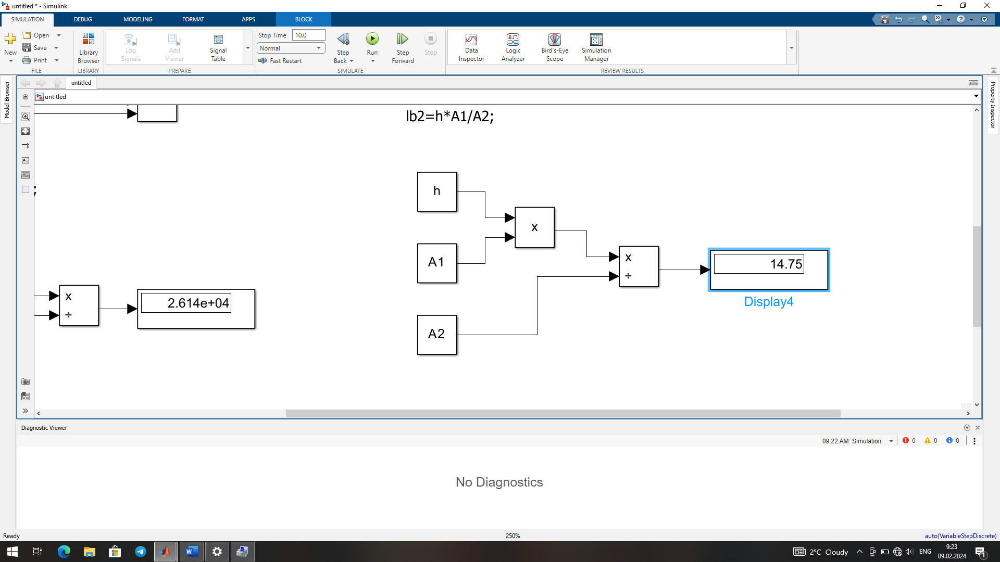 untitled * - Simulink
SIMULATION
DEBUG
MODELING
FORMAT
APPS
BLOCK
New
Open
Save
Print
FILE
Library Browser
LIBRARY
Log Signals
Add Viewer
Signal Table
PREPARE
Stop Time 10.0
Normal
Fast Restart
Step Back
Run
Step Forward
Stop
SIMULATE
Data Inspector
Logic Analyzer
Bird's-Eye Scope
Simulation Manager
REVIEW RESULTS
Model Browser
untitled
untitled
Property Inspector
lb2=h*A1/A2;
;
h
x
A1
x
÷
14.75
Display4
x
÷
2.614e+04
A2
Diagnostic Viewer
09:22 AM: Simulation
0
0
0
No Diagnostics
Ready
250%
auto(VariableStepDiscrete)
2°C Cloudy
ENG
9:23
09.02.2024
1